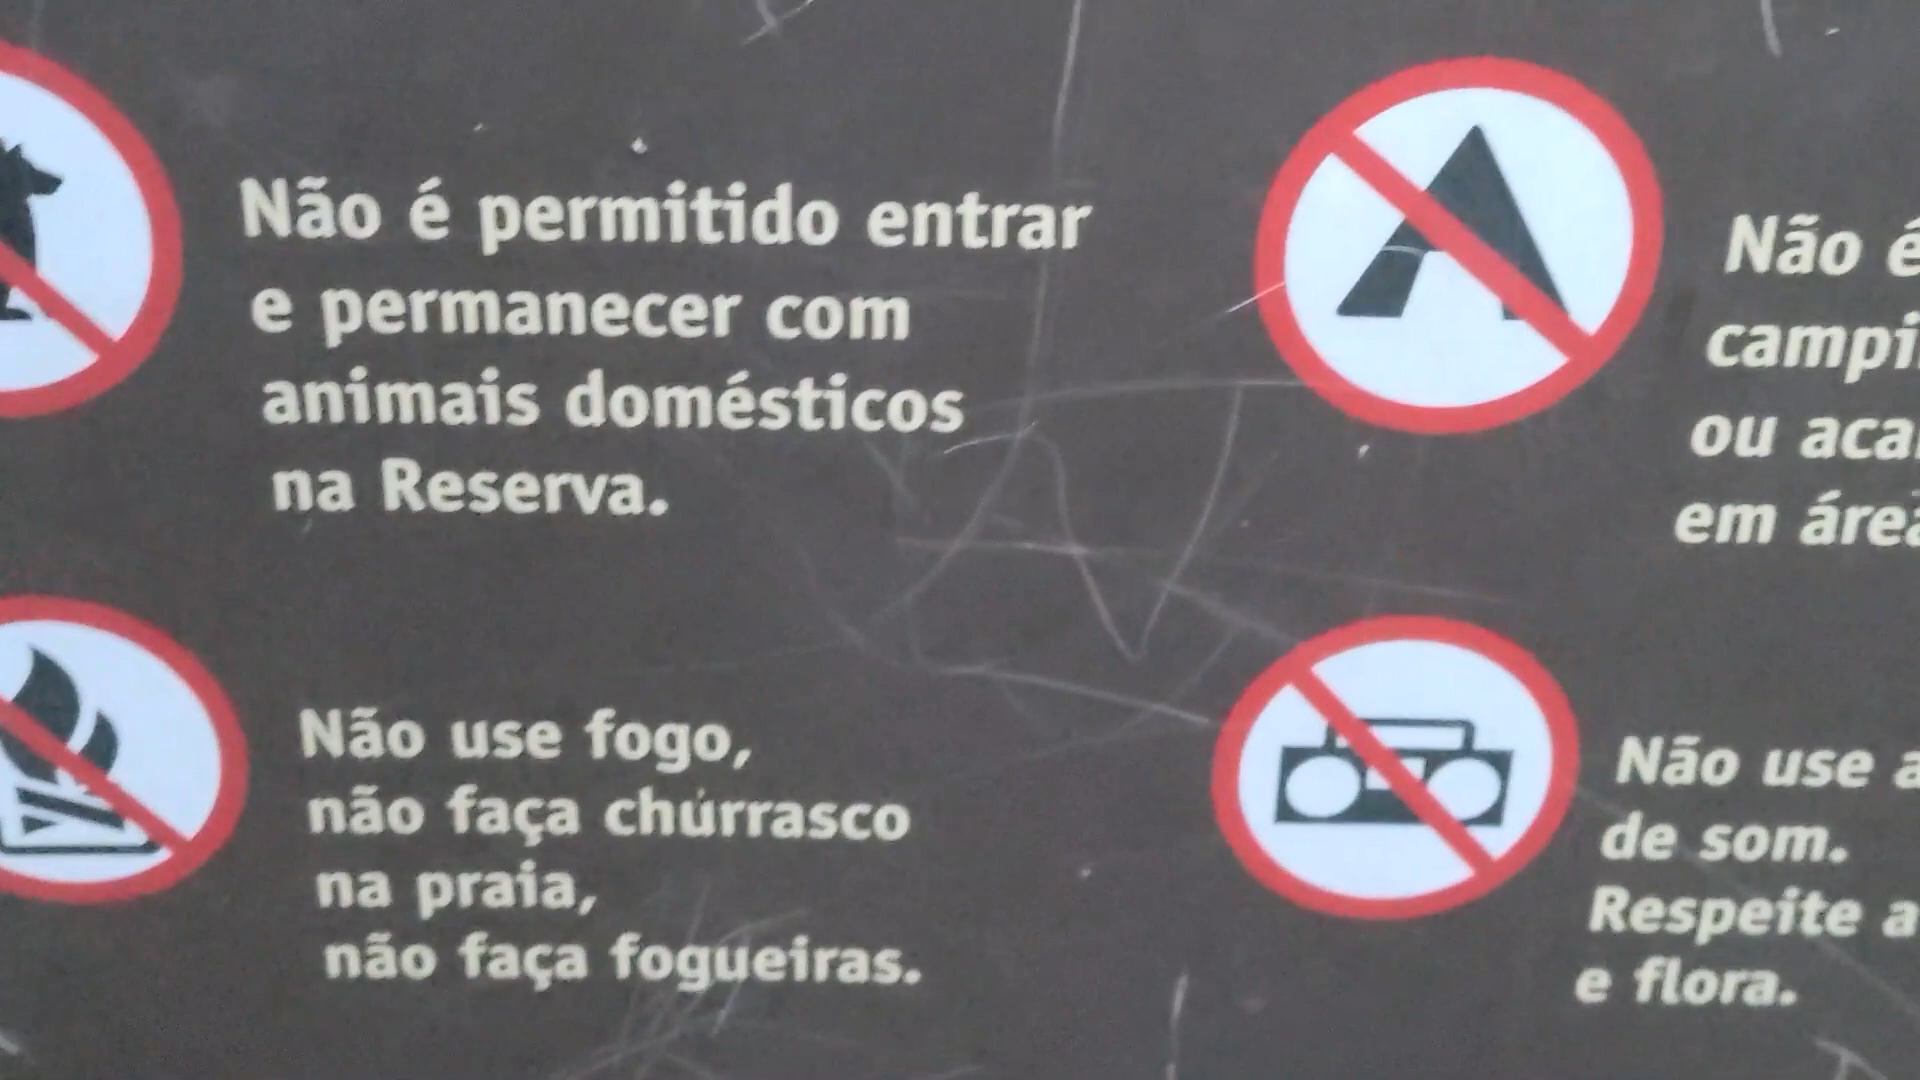 Não é permitido entrar
e permanecer com
animais domésticos
na Reserva.
Não é
ou
em
Não use fogo,
não faça churrasco
na praia,
não faça fogueiras.
Não use
de som.
Respeite a
e flora.